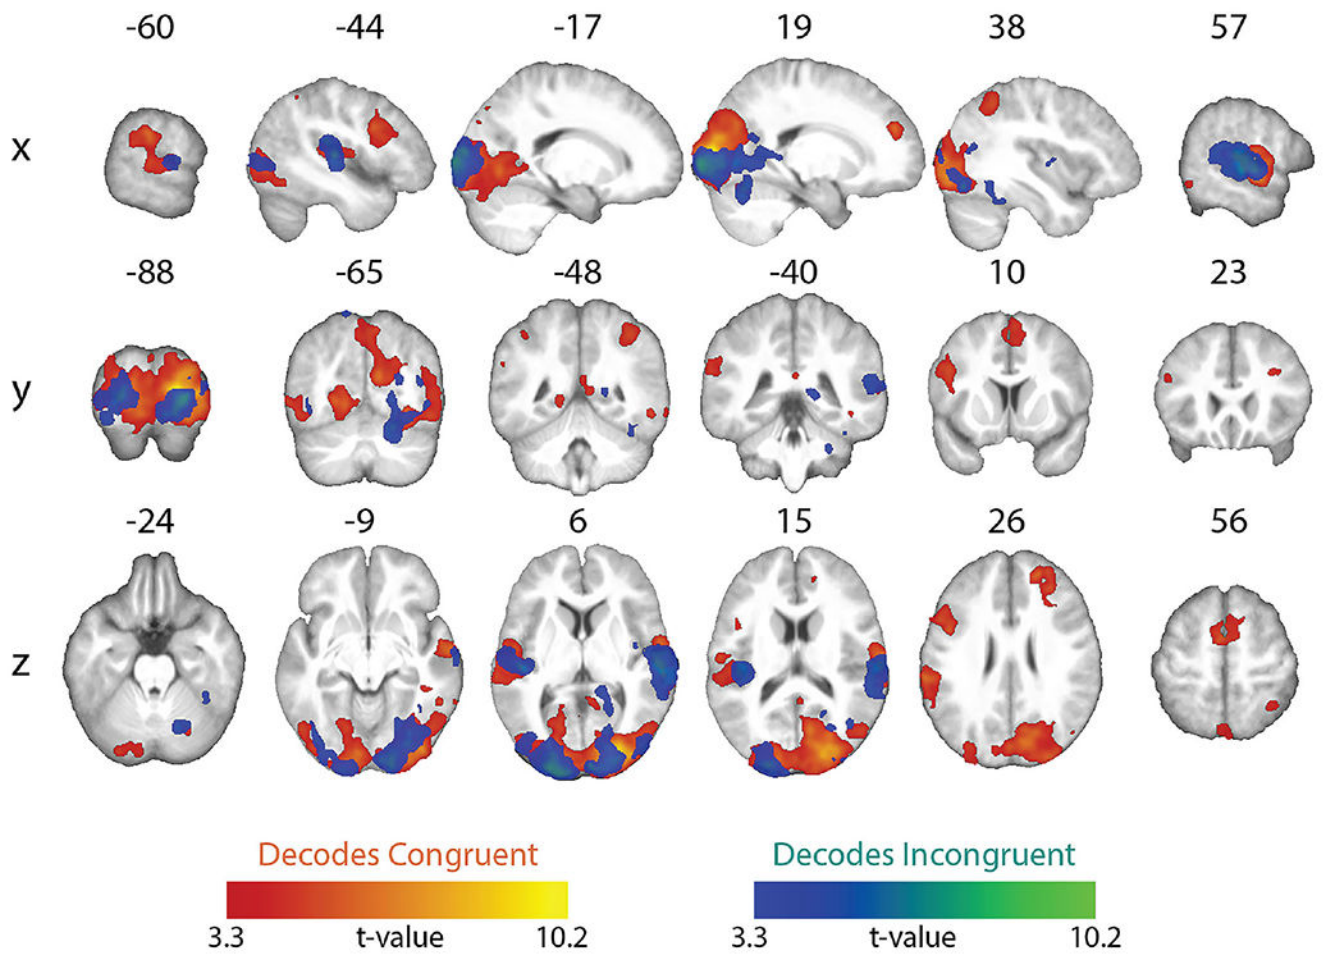 -60 -44 -17 19 38 57
x
-88 -65 -48 -40 10 23
y
-24 -9 6 15 26 56
z
Decodes Congruent Decodes Incongruent
3.3 t-value 10.2 3.3 t-value 10.2